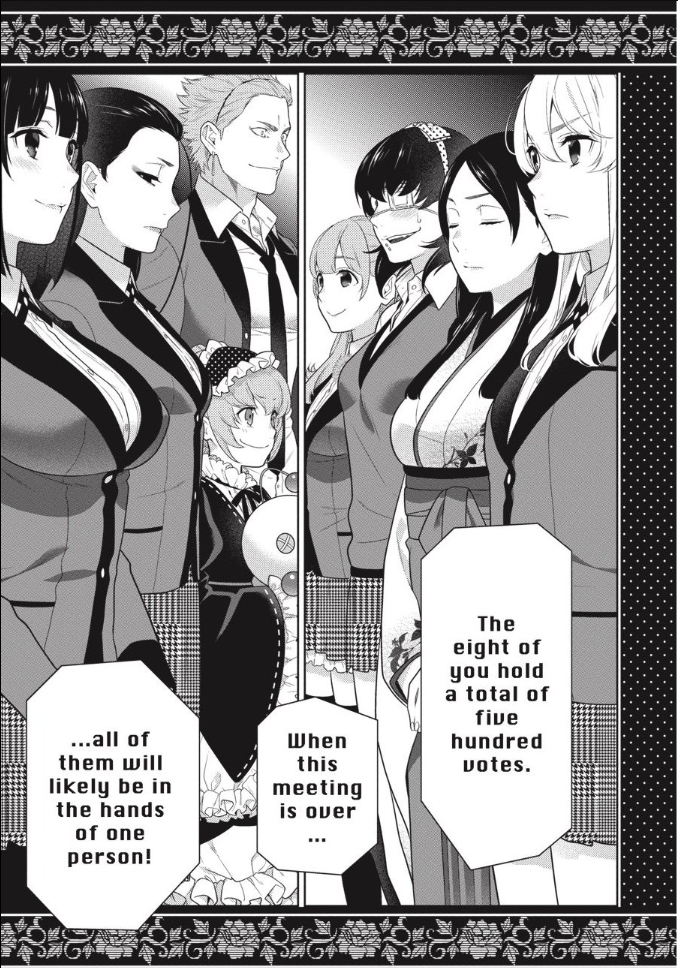 The
eight of
you hold
a total of
five
hundred
votes.
When
this
meeting
is over
...
...all of
them will
likely be in
the hands
of one
person!